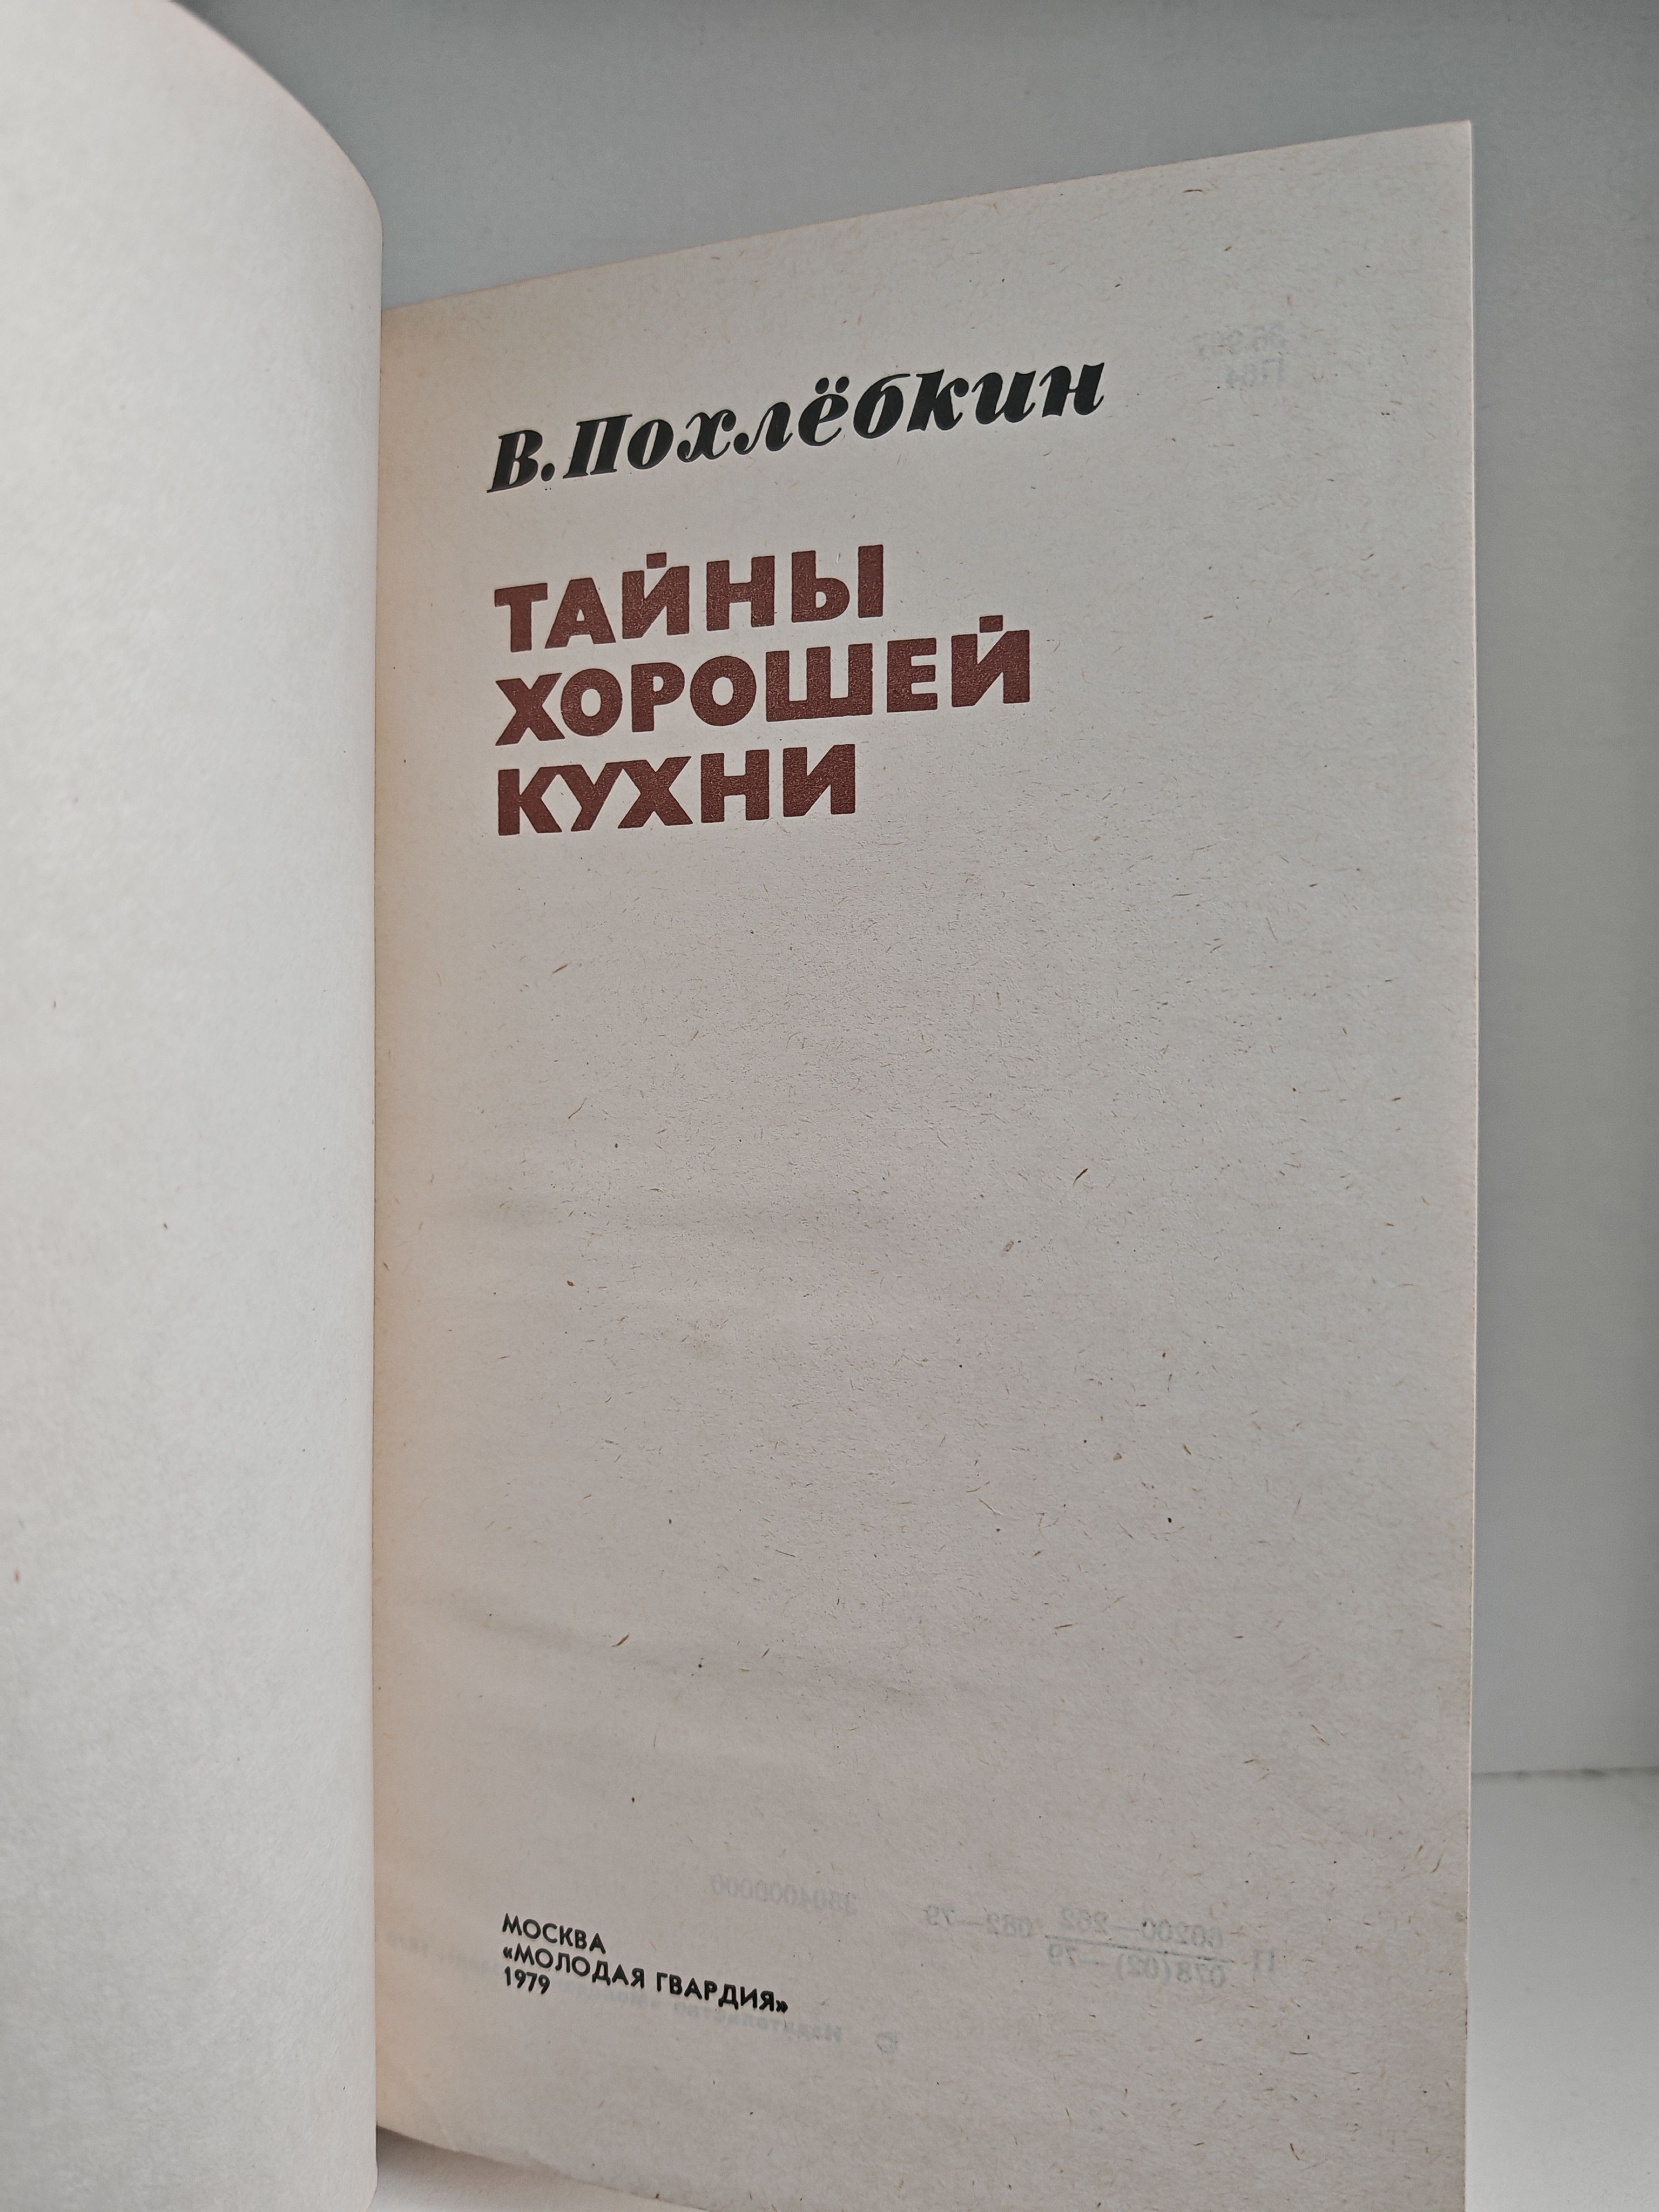 В. Похлёбкин
ТАЙНЫ
ХОРОШЕЙ
КУХНИ
МОСКВА
«МОЛОДАЯ ГВАРДИЯ»
1979